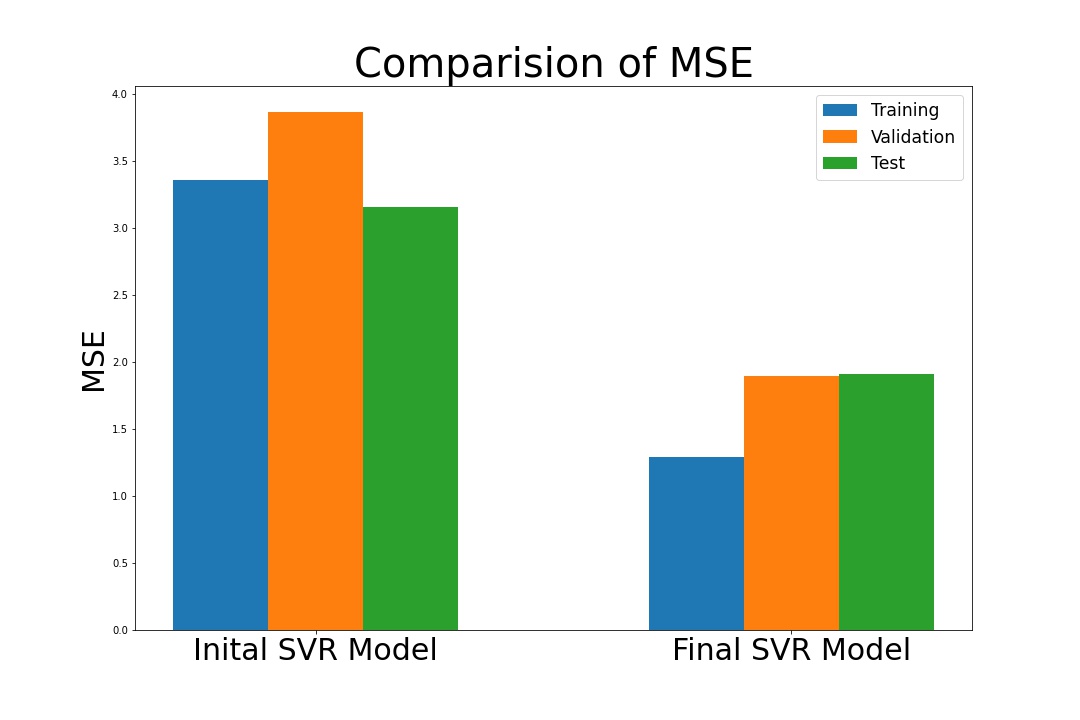 Comparision of MSE
4.0
3.5
3.0
2.5
2.0
1.5
1.0
0.5
0.0
MSE
Training
Validation
Test
Inital SVR Model
Final SVR Model